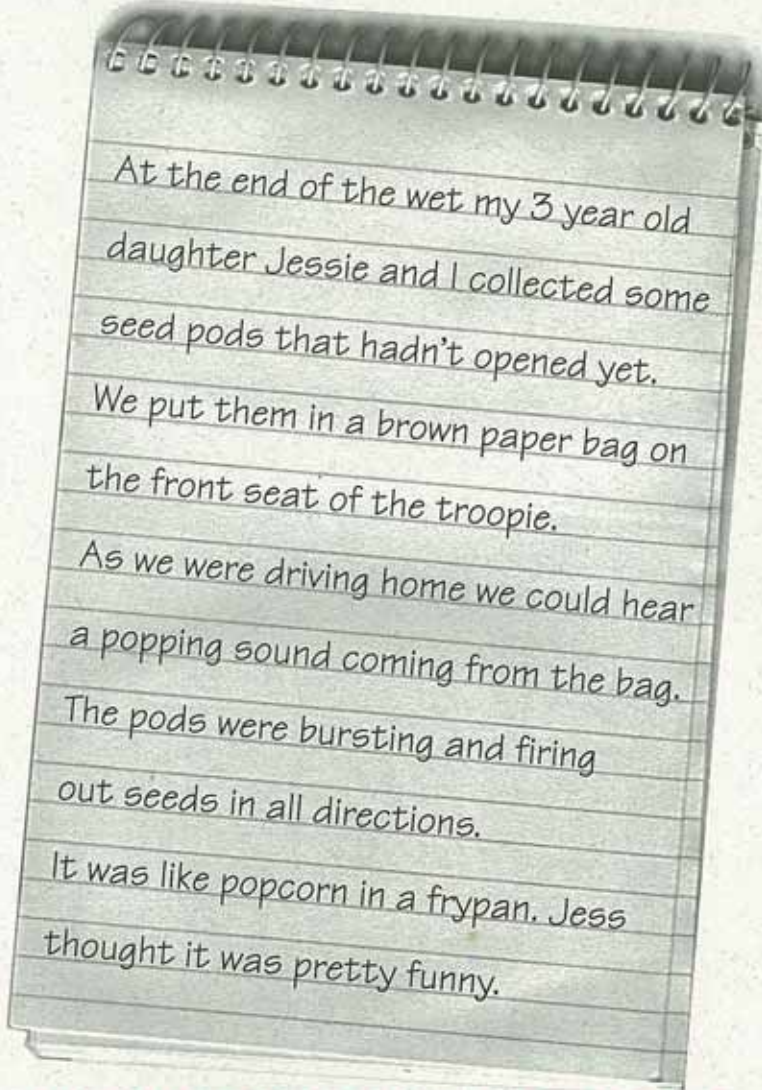 At the end of the wet my 3 year old
daughter Jessie and I collected some
seed pods that hadn't opened yet.
We put them in a brown paper bag on
the front seat of the troopie.
As we were driving home we could hear
a popping sound coming from the bag.
The pods were bursting and firing
out seeds in all directions.
It was like popcorn in a frypan. Jess
thought it was pretty funny.